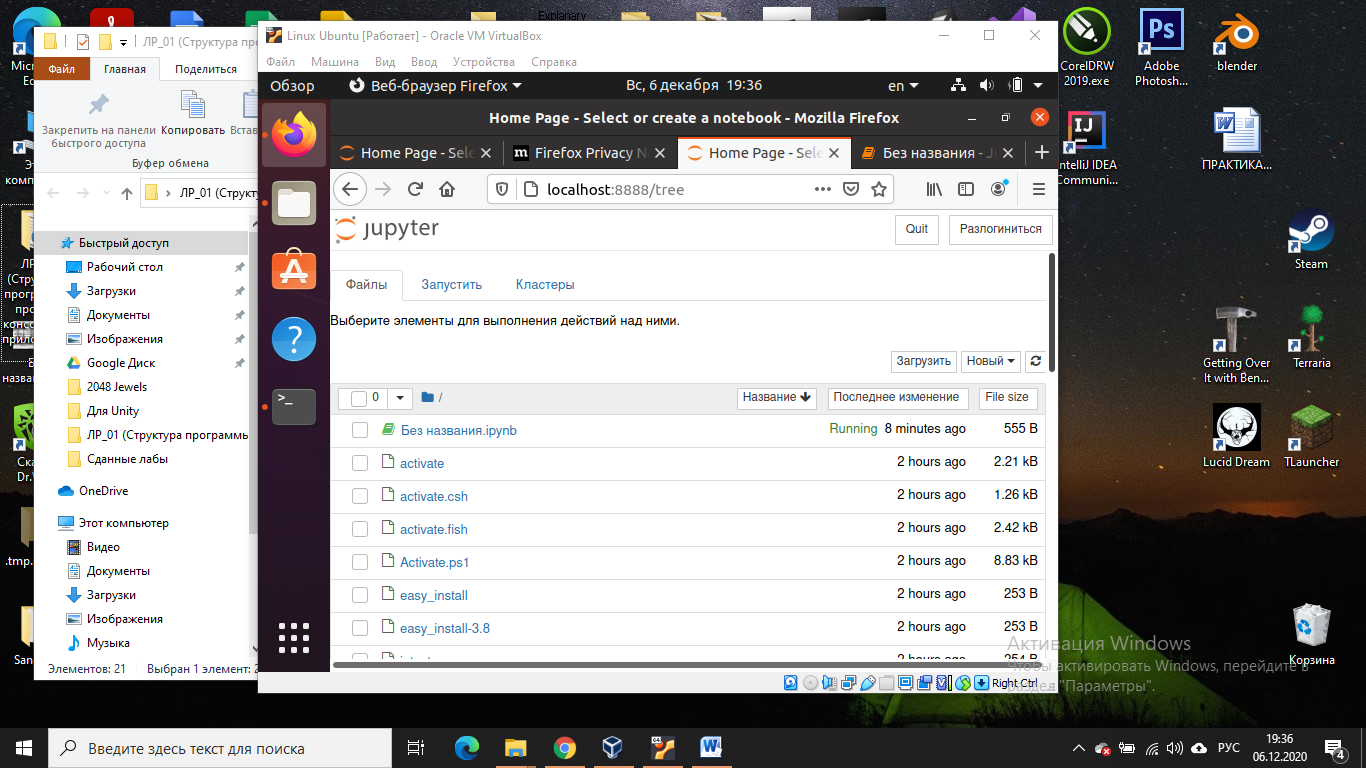 Explanary
ЛР_01 (Структура про
Файл
Главная
Поделиться
Закрепить на панели быстрого доступа
Копировать
Встав
Буфер обмена
ЛР_01 (Структу
Быстрый доступ
Рабочий стол
Загрузки
Документы
Изображения
Google Диск
2048 Jewels
Для Unity
ЛР_01 (Структура программы
Сданные лабы
OneDrive
Этот компьютер
Видео
Документы
Загрузки
Изображения
Музыка
Элементов: 21
Выбран 1 элемент: 2
Linux Ubuntu [Работает] - Oracle VM VirtualBox
Файл Машина Вид Ввод Устройства Справка
Обзор
Веб-браузер Firefox
Вс, 6 декабря 19:36
en
Home Page - Select or create a notebook - Mozilla Firefox
Home Page - Sele
Firefox Privacy N
Home Page - Sele
Без названия - J
localhost:8888/tree
jupyter
Quit
Разлогиниться
Файлы
Запустить
Кластеры
Выберите элементы для выполнения действий над ними.
Загрузить
Новый
0
/
Название
Последнее изменение
File size
Без названия.ipynb Running 8 minutes ago 555 B
activate 2 hours ago 2.21 kB
activate.csh 2 hours ago 1.26 kB
activate.fish 2 hours ago 2.42 kB
Activate.ps1 2 hours ago 8.83 kB
easy_install 2 hours ago 253 B
easy_install-3.8 2 hours ago 253 B
2 hours ago 254 B
Right Ctrl
CorelDRW 2019.exe
Adobe Photosh...
blender
IntelliJ IDEA Communi...
ПРАКТИКА...
Steam
Getting Over It with Ben...
Terraria
Lucid Dream
TLauncher
Корзина
Активация Windows
Чтобы активировать Windows, перейдите в
раздел "Параметры".
Введите здесь текст для поиска
РУС
19:36
06.12.2020
4